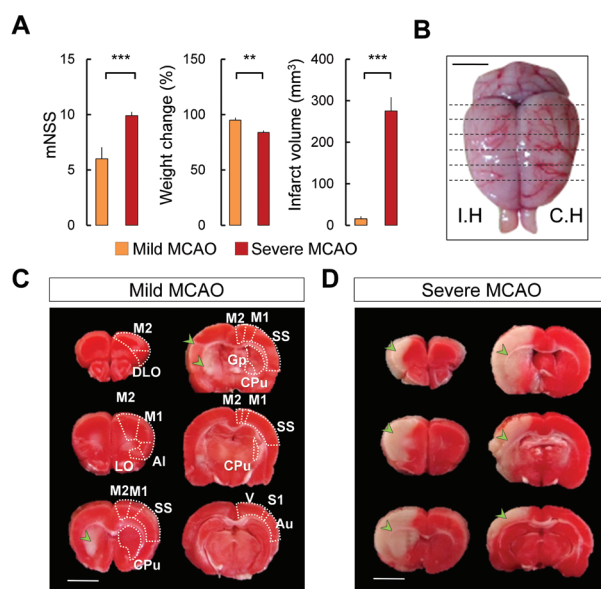 A
B
mNSS
15
10
5
0
***
Weight change (%)
150
100
50
0
**
Infarct volume (mm³)
400
300
200
100
0
***
Mild MCAO
Severe MCAO
I.H
C.H
C
Mild MCAO
M2
DLO
M2 M1
SS
Gp
CPu
M2
M1
LO
AI
M2 M1
SS
CPu
M2M1
SS
CPu
V
S1
Au
D
Severe MCAO